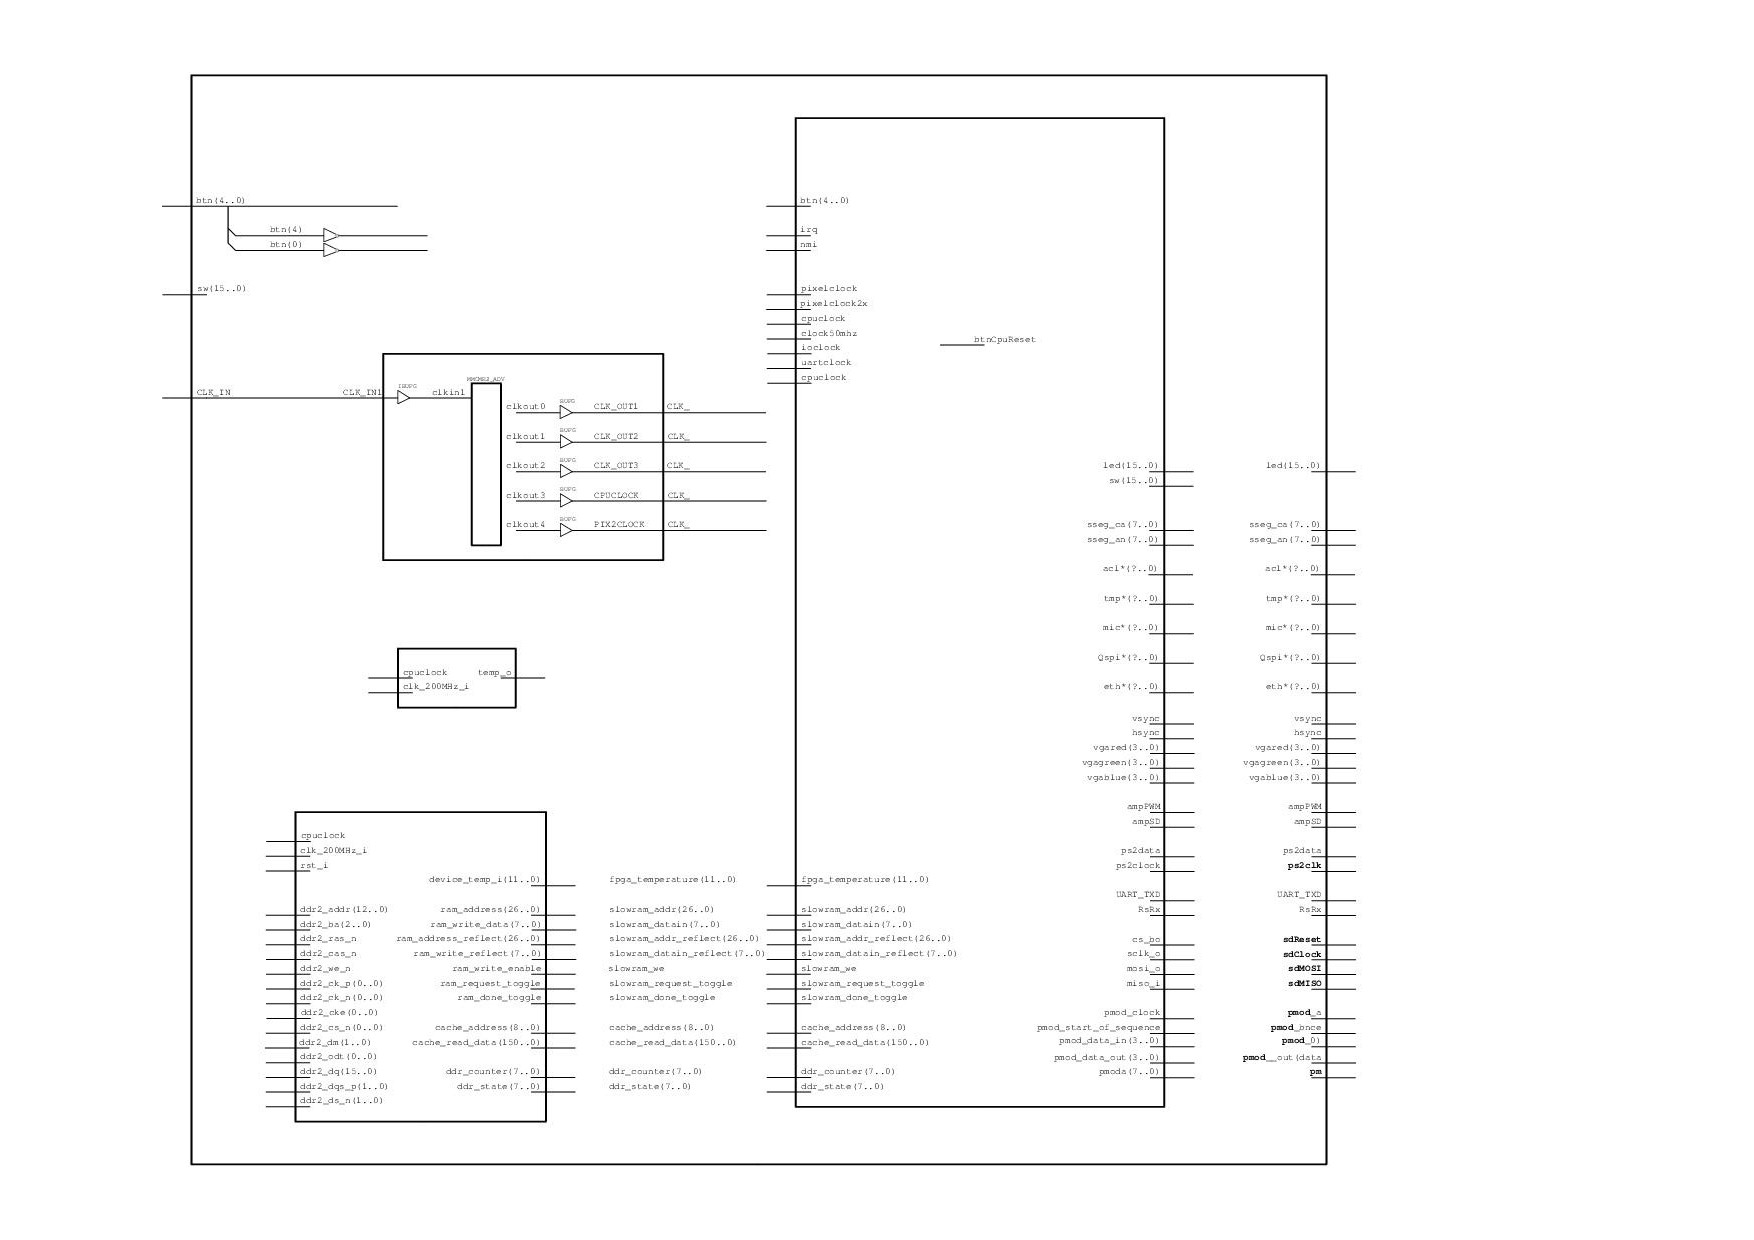 btn(4..0)
btn(4)
btn(0)
sw(15..0)
CLK_IN
CLK_IN1
IBUFG
clkin1
MMCME2_ADV
clkout0
BUFG
CLK_OUT1
CLK_
clkout1
BUFG
CLK_OUT2
CLK_
clkout2
BUFG
CLK_OUT3
CLK_
clkout3
BUFG
CPUCLOCK
CLK_
clkout4
BUFG
PIX2CLOCK
CLK_
cpuclock
temp_o
clk_200MHz_i
cpuclock
clk_200MHz_i
rst_i
ddr2_addr(12..0)
ddr2_ba(2..0)
ddr2_ras_n
ddr2_cas_n
ddr2_we_n
ddr2_ck_p(0..0)
ddr2_ck_n(0..0)
ddr2_cke(0..0)
ddr2_cs_n(0..0)
ddr2_dm(1..0)
ddr2_odt(0..0)
ddr2_dq(15..0)
ddr2_dqs_p(1..0)
ddr2_ds_n(1..0)
device_temp_i(11..0)
ram_address(26..0)
ram_write_data(7..0)
ram_address_reflect(26..0)
ram_write_reflect(7..0)
ram_write_enable
ram_request_toggle
ram_done_toggle
cache_address(8..0)
cache_read_data(150..0)
ddr_counter(7..0)
ddr_state(7..0)
fpga_temperature(11..0)
slowram_addr(26..0)
slowram_datain(7..0)
slowram_addr_reflect(26..0)
slowram_datain_reflect(7..0)
slowram_we
slowram_request_toggle
slowram_done_toggle
cache_address(8..0)
cache_read_data(150..0)
ddr_counter(7..0)
ddr_state(7..0)
btn(4..0)
irq
nmi
pixelclock
pixelclock2x
cpuclock
clock50mhz
ioclock
uartclock
cpuclock
btnCpuReset
fpga_temperature(11..0)
slowram_addr(26..0)
slowram_datain(7..0)
slowram_addr_reflect(26..0)
slowram_datain_reflect(7..0)
slowram_we
slowram_request_toggle
slowram_done_toggle
cache_address(8..0)
cache_read_data(150..0)
ddr_counter(7..0)
ddr_state(7..0)
led(15..0)
sw(15..0)
sseg_ca(7..0)
sseg_an(7..0)
acl*(?..0)
tmp*(?..0)
mic*(?..0)
Qspi*(?..0)
eth*(?..0)
vsync
hsync
vgared(3..0)
vgagreen(3..0)
vgablue(3..0)
ampPWM
ampSD
ps2data
ps2clock
UART_TXD
RsRx
cs_bo
sclk_o
mosi_o
miso_i
pmod_clock
pmod_start_of_sequence
pmod_data_in(3..0)
pmod_data_out(3..0)
pmoda(7..0)
led(15..0)
sseg_ca(7..0)
sseg_an(7..0)
acl*(?..0)
tmp*(?..0)
mic*(?..0)
Qspi*(?..0)
eth*(?..0)
vsync
hsync
vgared(3..0)
vgagreen(3..0)
vgablue(3..0)
ampPWM
ampSD
ps2data
ps2clk
UART_TXD
RsRx
sdReset
sdClock
sdMOSI
sdMISO
pmod_a
pmod_bnce
pmod_0)
pmod__out(data
pm